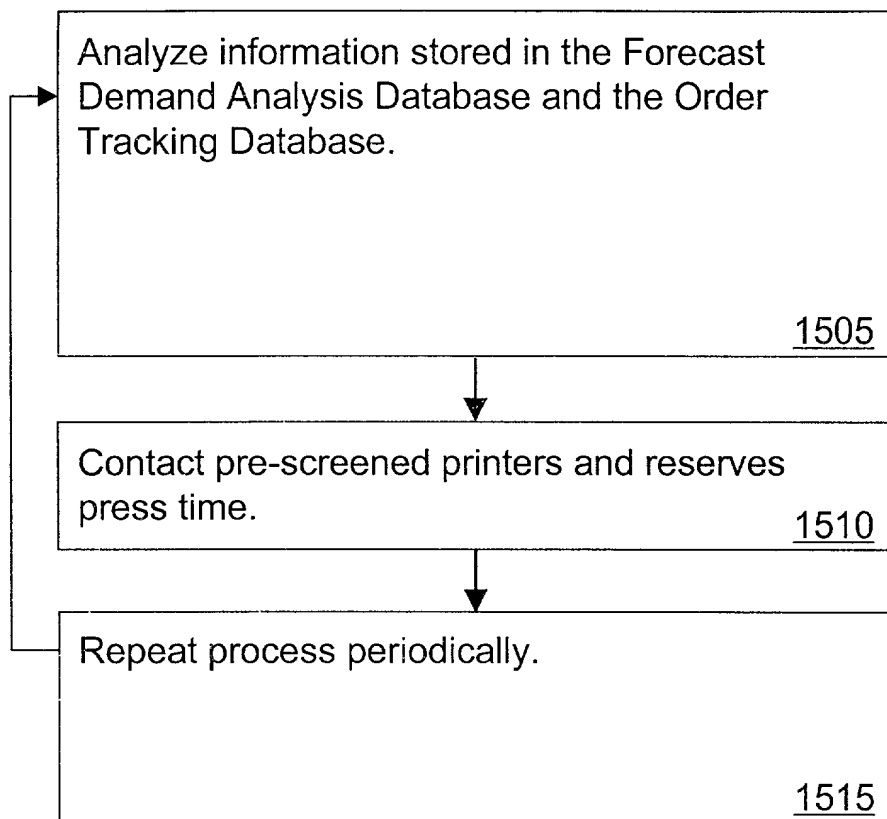 Analyze information stored in the Forecast
Demand Analysis Database and the Order
Tracking Database.
1505
Contact pre-screened printers and reserves
press time.
1510
Repeat process periodically.
1515